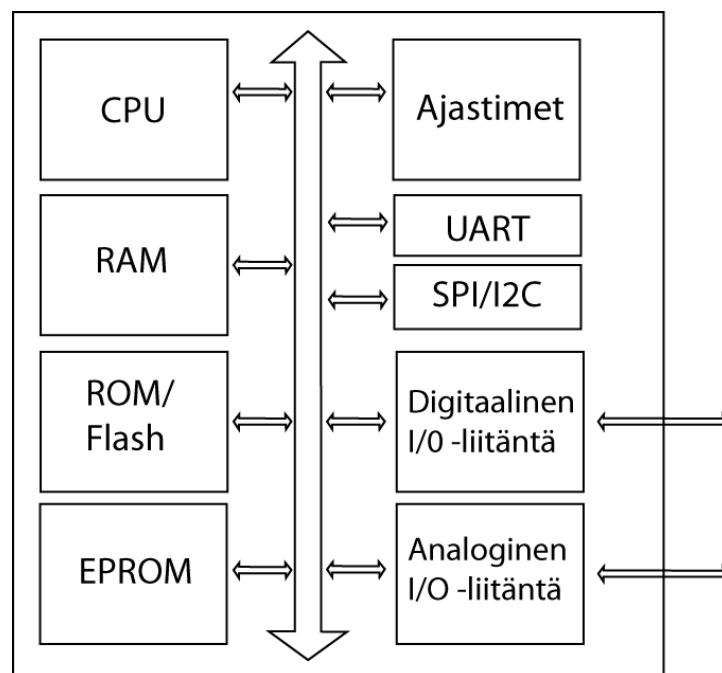 CPU
RAM
ROM/
Flash
EPROM
Ajastimet
UART
SPI/I2C
Digitaalinen
I/0 -liitäntä
Analoginen
I/O -liitäntä